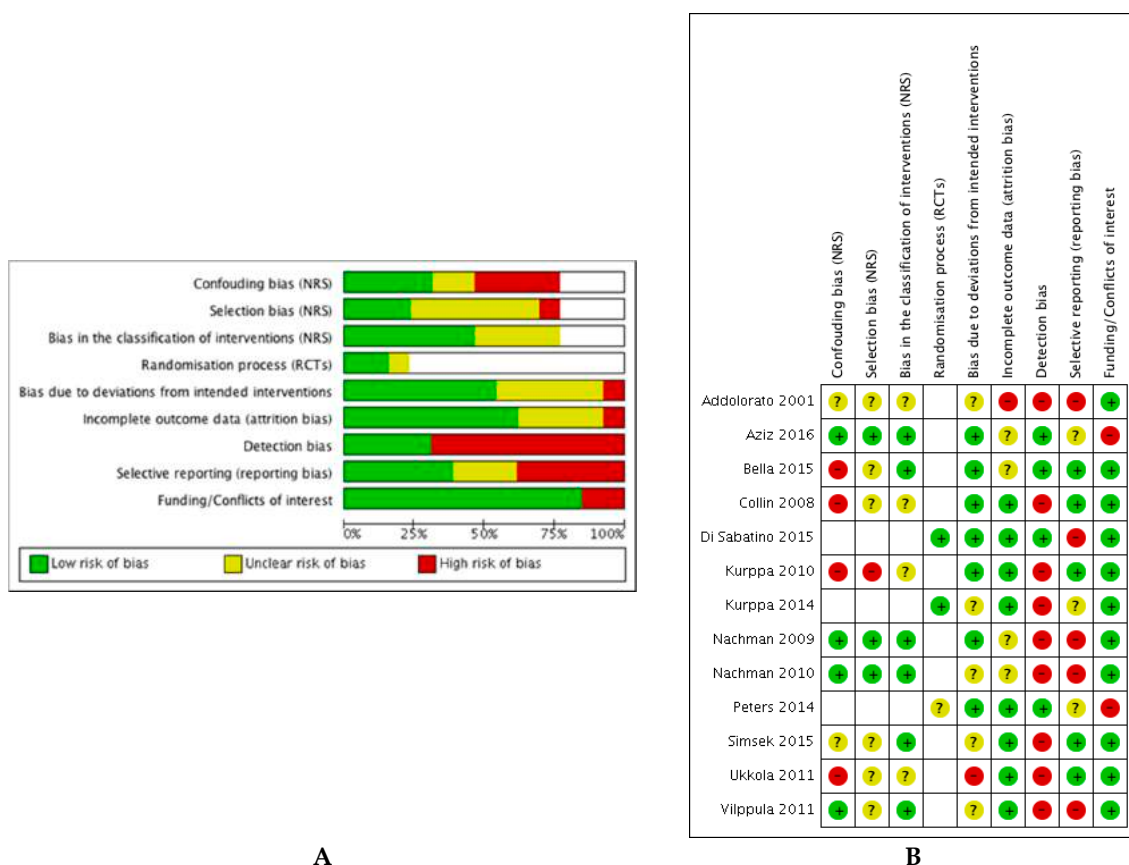 Confouding bias (NRS)
Selection bias (NRS)
Bias in the classification of interventions (NRS)
Randomisation process (RCTs)
Bias due to deviations from intended interventions
Incomplete outcome data (attrition bias)
Detection bias
Selective reporting (reporting bias)
Funding/Conflicts of interest
0% 25% 50% 75% 100%
Low risk of bias Unclear risk of bias High risk of bias
A
Confouding bias (NRS)
Selection bias (NRS)
Bias in the classification of interventions (NRS)
Randomisation process (RCTs)
Bias due to deviations from intended interventions
Incomplete outcome data (attrition bias)
Detection bias
Selective reporting (reporting bias)
Funding/Conflicts of interest
Addolorato 2001 ? ? ? ? - - - +
Aziz 2016 + + + + ? + ? -
Bella 2015 - ? + + ? + + +
Collin 2008 - ? ? + + - + +
Di Sabatino 2015 + + + + - +
Kurppa 2010 - - ? + + - + +
Kurppa 2014 + ? + - ? +
Nachman 2009 + + + + ? - - +
Nachman 2010 + + + ? ? - - +
Peters 2014 ? + + + ? -
Simsek 2015 ? ? + ? + - + +
Ukkola 2011 - ? ? - + - + +
Vilppula 2011 + ? + ? + - - +
B